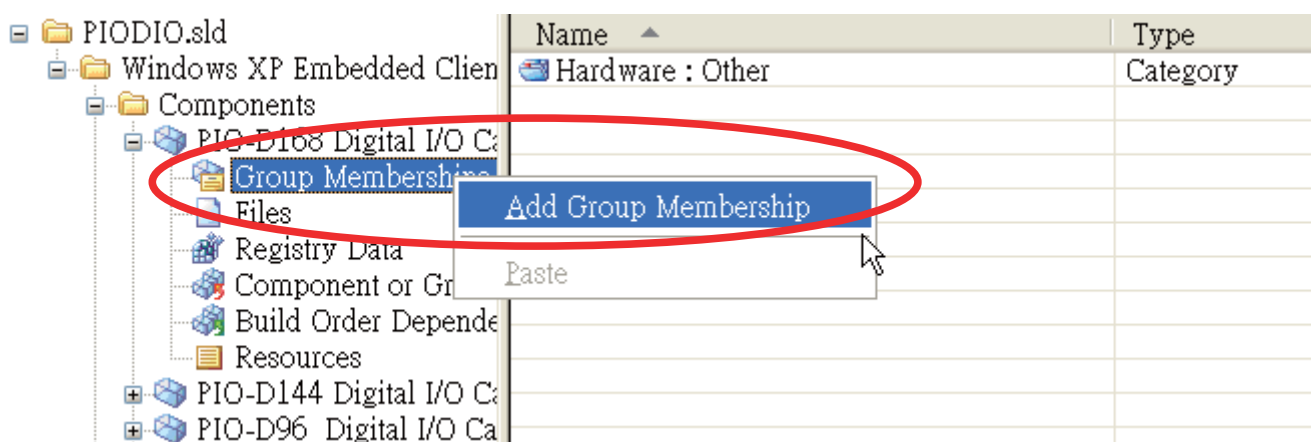 PIODIO.sld
Windows XP Embedded Clien
Components
PIO-D168 Digital I/O Ca
Group Memberships
Files
Registry Data
Component or Gr
Build Order Depende
Resources
PIO-D144 Digital I/O Ca
PIO-D96 Digital I/O Ca
Name Type
Hardware : Other Category
Add Group Membership
Paste